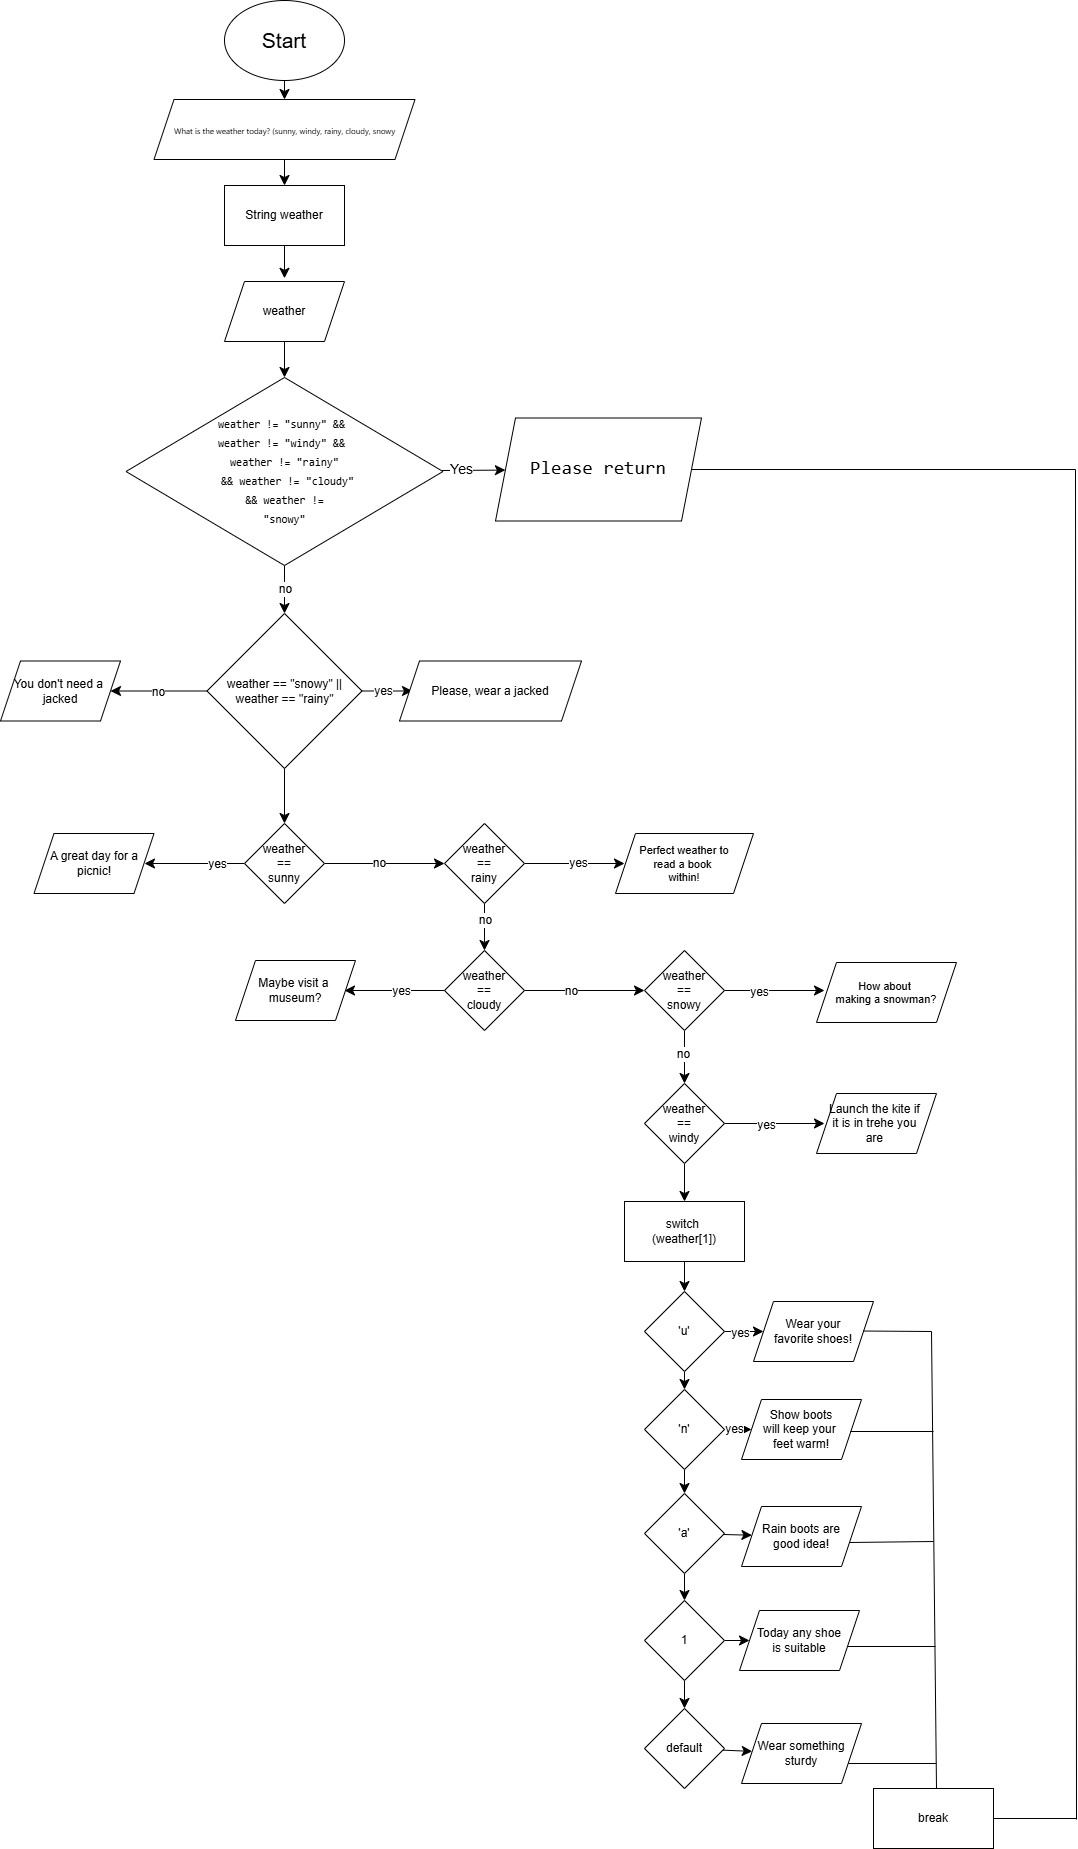 Start
What is the weather today? (sunny, windy, rainy, cloudy, snowy
String weather
weather
weather != "sunny" &&
weather != "windy" &&
weather != "rainy"
&& weather != "cloudy"
&& weather !=
"snowy"
Yes
Please return
no
You don't need a
jacked
no
weather == "snowy" ||
weather == "rainy"
yes
Please, wear a jacked
A great day for a
picnic!
yes
weather
==
sunny
no
weather
==
rainy
yes
Perfect weather to
read a book
within!
no
Maybe visit a
museum?
yes
weather
==
cloudy
no
weather
==
snowy
yes
How about
making a snowman?
no
weather
==
windy
yes
Launch the kite if
it is in trehe you
are
switch
(weather[1])
'u'
yes
Wear your
favorite shoes!
'n'
yes
Show boots
will keep your
feet warm!
'a'
Rain boots are
good idea!
1
Today any shoe
is suitable
default
Wear something
sturdy
break